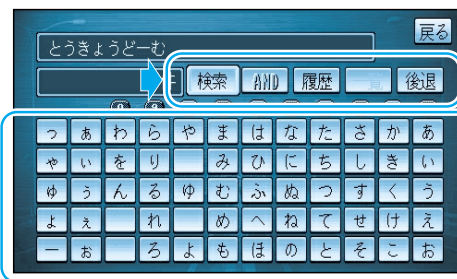 戻る
とうきょうどーむ
件 検索 AND 履歴 後退
っ ぁ わ ら や ま は な た さ か あ
ゃ ぃ を り み ひ に ち し き い
ゅ ぅ ん る ゆ む ふ ぬ つ す く う
ょ ぇ れ め へ ね て せ け え
ー ぉ ろ よ も ほ の と そ こ お